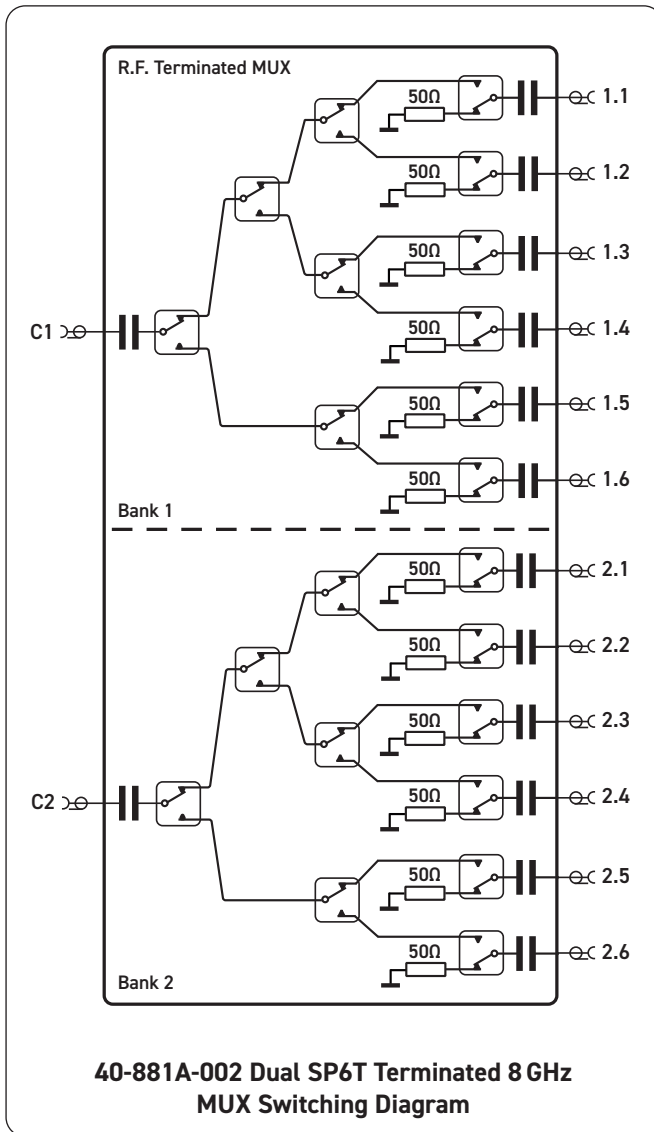 R.F. Terminated MUX
50Ω
1.1
50Ω
1.2
50Ω
1.3
C1
50Ω
1.4
50Ω
1.5
50Ω
1.6
Bank 1
50Ω
2.1
50Ω
2.2
50Ω
2.3
C2
50Ω
2.4
50Ω
2.5
50Ω
2.6
Bank 2
40-881A-002 Dual SP6T Terminated 8 GHz
MUX Switching Diagram